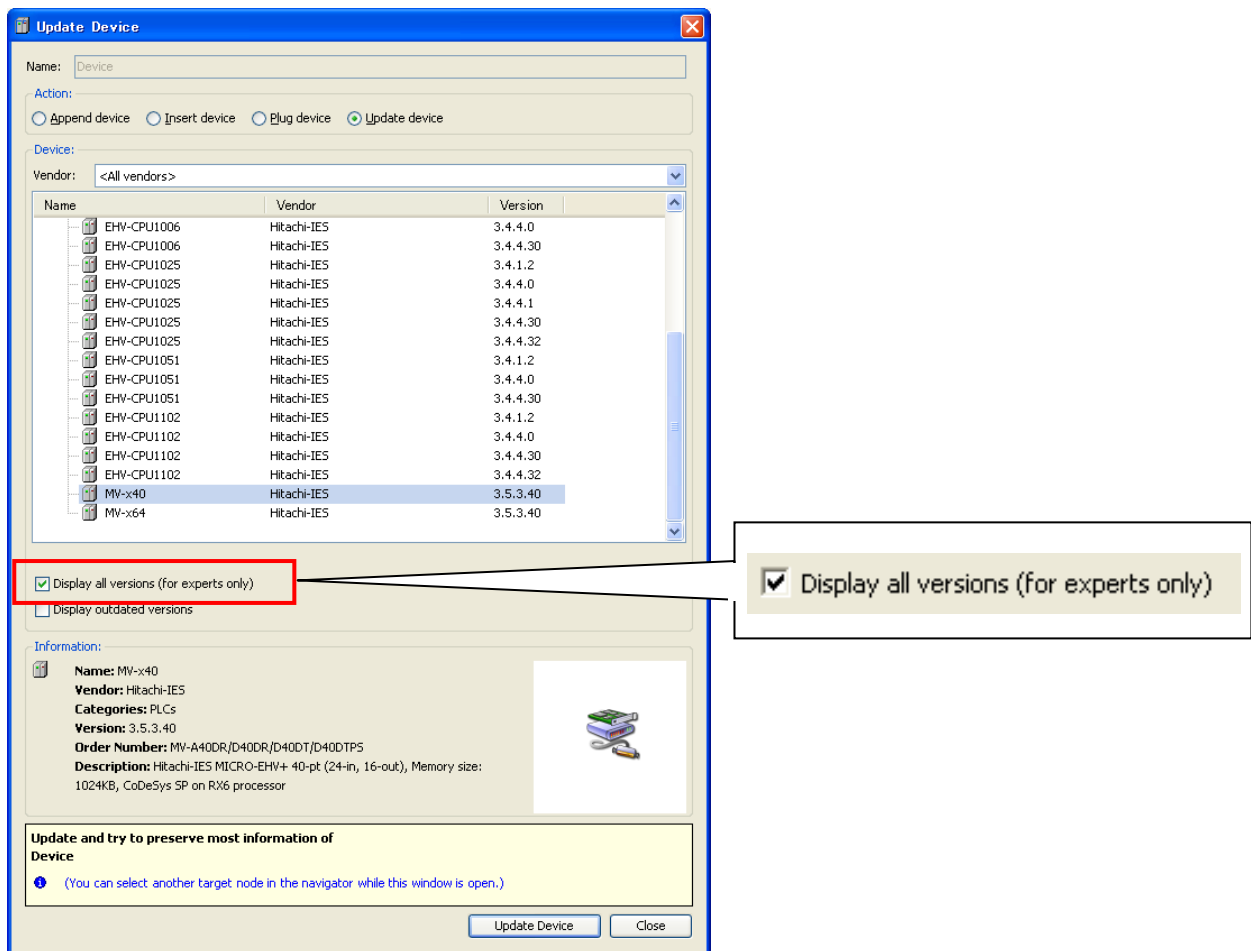 Update Device
Name: Device
Action:
Append device Insert device Plug device Update device
Device:
Vendor: <All vendors>
Name Vendor Version
EHV-CPU1006 Hitachi-IES 3.4.4.0
EHV-CPU1006 Hitachi-IES 3.4.4.30
EHV-CPU1025 Hitachi-IES 3.4.1.2
EHV-CPU1025 Hitachi-IES 3.4.4.0
EHV-CPU1025 Hitachi-IES 3.4.4.1
EHV-CPU1025 Hitachi-IES 3.4.4.30
EHV-CPU1025 Hitachi-IES 3.4.4.32
EHV-CPU1051 Hitachi-IES 3.4.1.2
EHV-CPU1051 Hitachi-IES 3.4.4.0
EHV-CPU1051 Hitachi-IES 3.4.4.30
EHV-CPU1102 Hitachi-IES 3.4.1.2
EHV-CPU1102 Hitachi-IES 3.4.4.0
EHV-CPU1102 Hitachi-IES 3.4.4.30
EHV-CPU1102 Hitachi-IES 3.4.4.32
MV-x40 Hitachi-IES 3.5.3.40
MV-x64 Hitachi-IES 3.5.3.40
Display all versions (for experts only)
Display all versions (for experts only)
Display outdated versions
Information:
Name: MV-x40
Vendor: Hitachi-IES
Categories: PLCs
Version: 3.5.3.40
Order Number: MV-A40DR/D40DR/D40DT/D40DTPS
Description: Hitachi-IES MICRO-EHV+ 40-pt (24-in, 16-out), Memory size:
1024KB, CoDeSys SP on RX6 processor
Update and try to preserve most information of
Device
(You can select another target node in the navigator while this window is open.)
Update Device Close